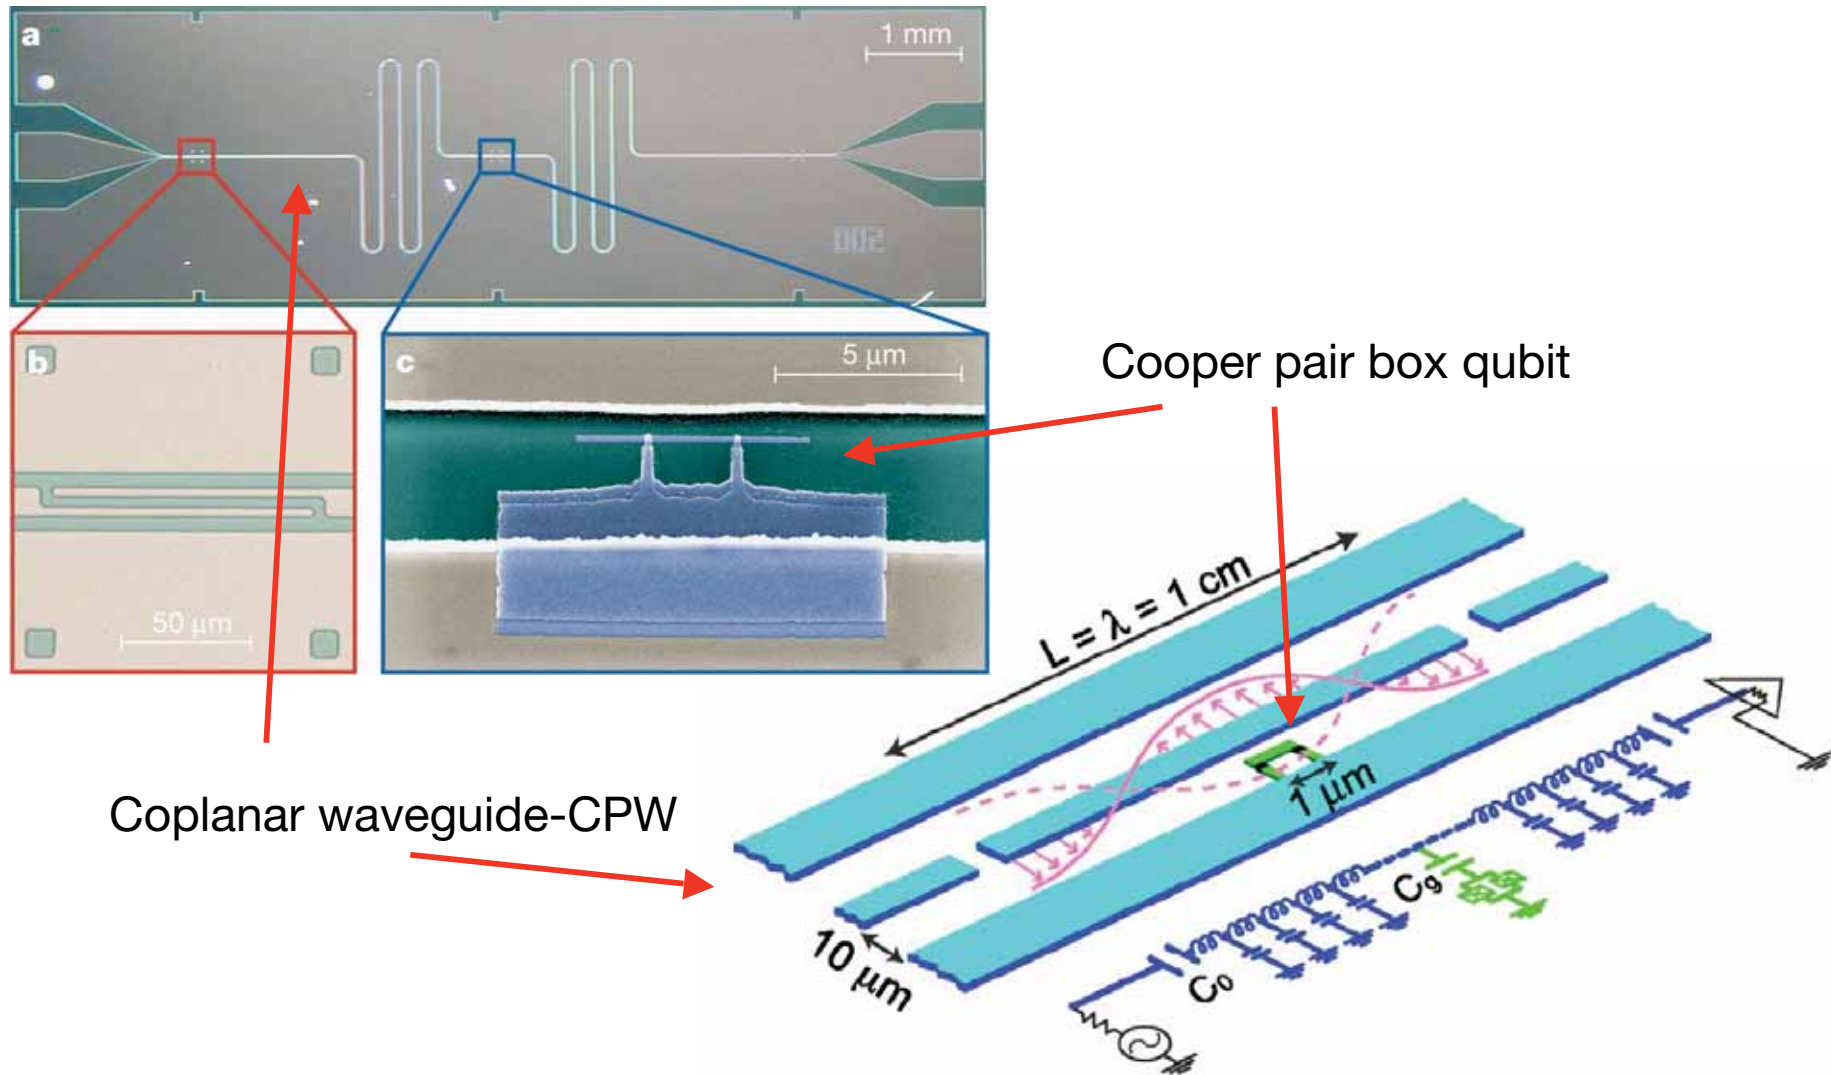 a
1 mm
002
b
50 μm
c
5 μm
Cooper pair box qubit
Coplanar waveguide-CPW
L = λ = 1 cm
1 μm
10 μm
Cg
C0